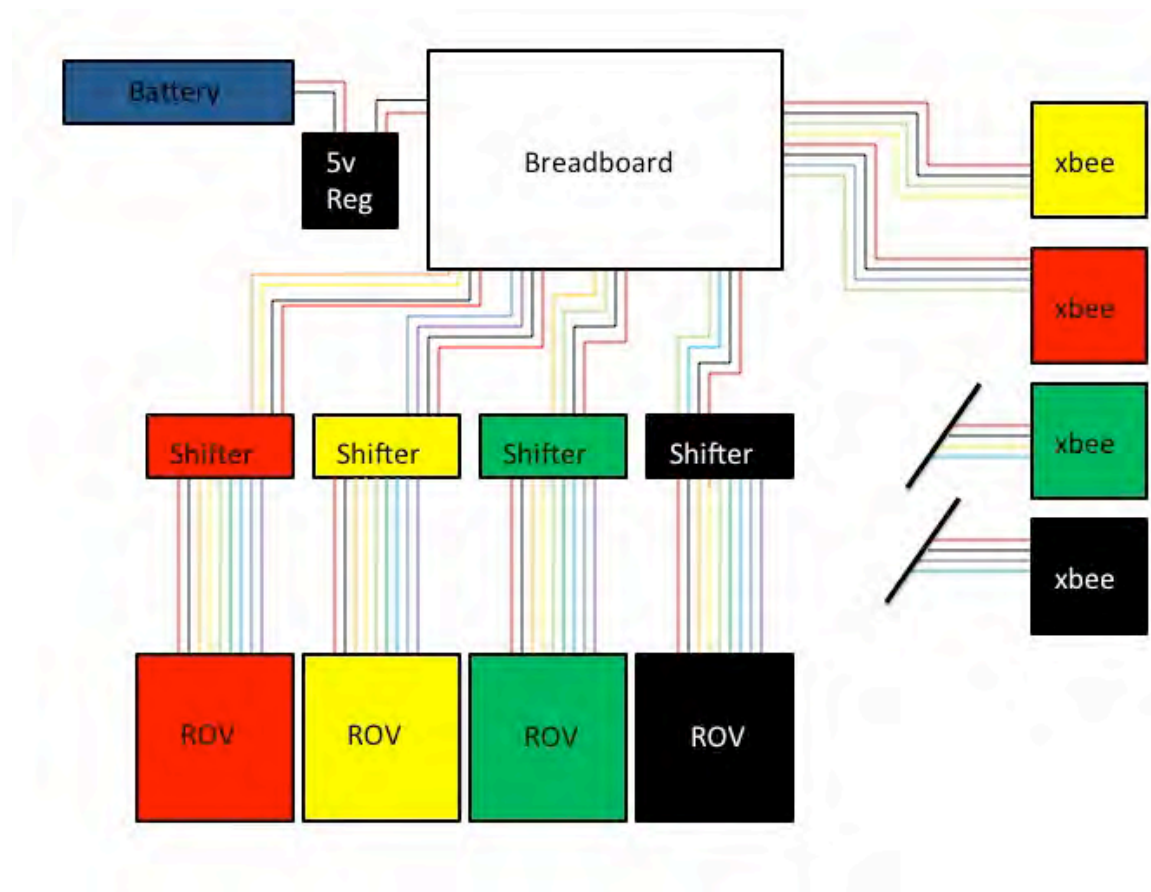 Battery
5v
Reg
Breadboard
xbee
xbee
xbee
xbee
Shifter
Shifter
Shifter
Shifter
ROV
ROV
ROV
ROV